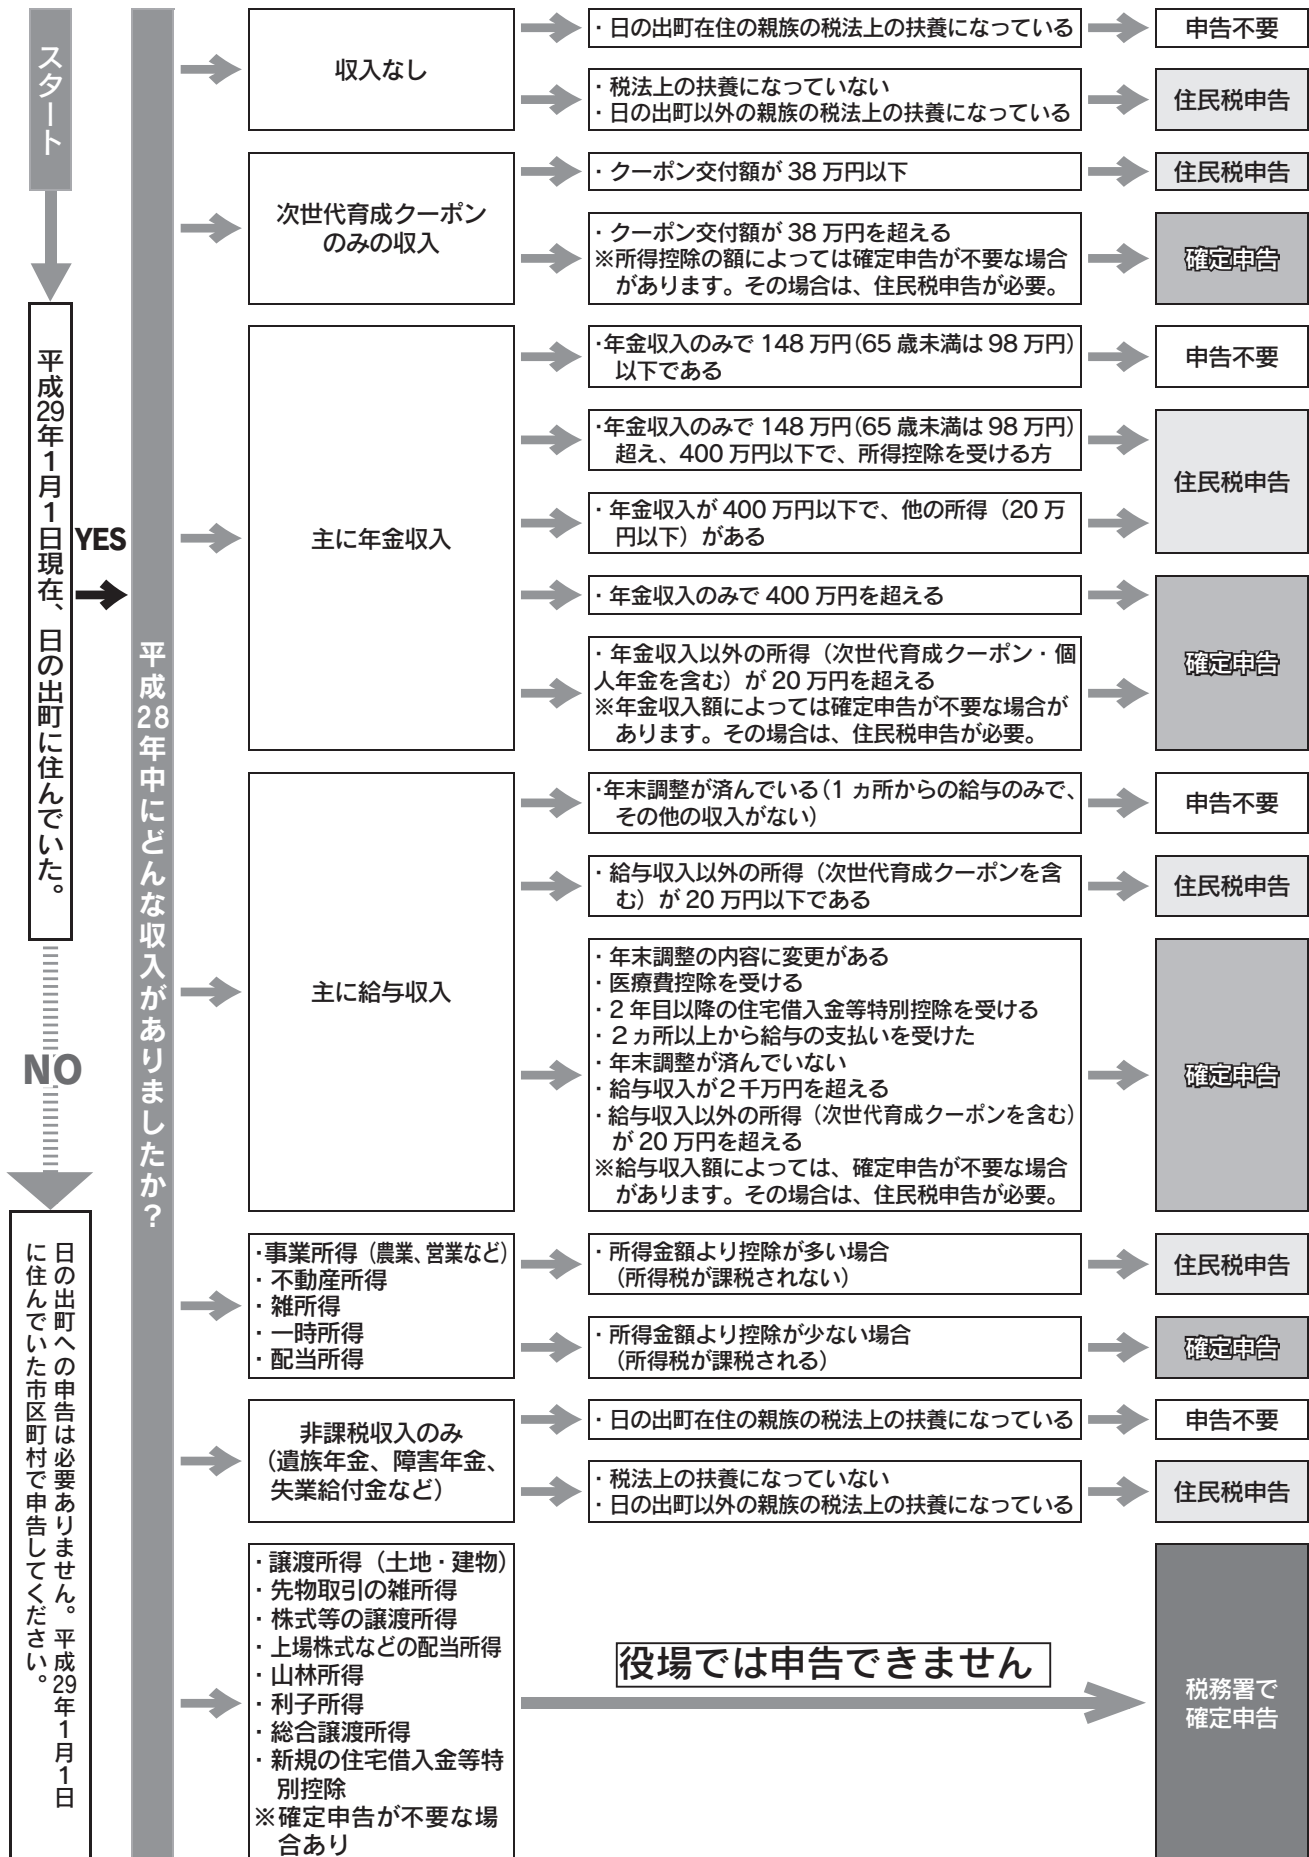 スタート
平成29年1月1日現在、日の出町に住んでいた。
YES
NO
日の出町への申告は必要ありません。平成29年1月1日
に住んでいた市区町村で申告してください。
平成28年中にどんな収入がありましたか？
収入なし
・日の出町在住の親族の税法上の扶養になっている
申告不要
・税法上の扶養になっていない
・日の出町以外の親族の税法上の扶養になっている
住民税申告
次世代育成クーポン
のみの収入
・クーポン交付額が 38 万円以下
住民税申告
・クーポン交付額が 38 万円を超える
※所得控除の額によっては確定申告が不要な場合
があります。その場合は、住民税申告が必要。
確定申告
主に年金収入
・年金収入のみで 148 万円（65 歳未満は 98 万円）
以下である
申告不要
・年金収入のみで 148 万円（65 歳未満は 98 万円）
超え、400 万円以下で、所得控除を受ける方
・年金収入が 400 万円以下で、他の所得（20 万
円以下）がある
住民税申告
・年金収入のみで 400 万円を超える
・年金収入以外の所得（次世代育成クーポン・個
人年金を含む）が 20 万円を超える
※年金収入額によっては確定申告が不要な場合が
あります。その場合は、住民税申告が必要。
確定申告
主に給与収入
・年末調整が済んでいる（1 ヵ所からの給与のみで、
その他の収入がない）
申告不要
・給与収入以外の所得（次世代育成クーポンを含
む）が 20 万円以下である
住民税申告
・年末調整の内容に変更がある
・医療費控除を受ける
・2 年目以降の住宅借入金等特別控除を受ける
・２ヵ所以上から給与の支払いを受けた
・年末調整が済んでいない
・給与収入が２千万円を超える
・給与収入以外の所得（次世代育成クーポンを含む）
が 20 万円を超える
※給与収入額によっては、確定申告が不要な場合
があります。その場合は、住民税申告が必要。
確定申告
・事業所得（農業、営業など）
・不動産所得
・雑所得
・一時所得
・配当所得
・所得金額より控除が多い場合
（所得税が課税されない）
住民税申告
・所得金額より控除が少ない場合
（所得税が課税される）
確定申告
非課税収入のみ
（遺族年金、障害年金、
失業給付金など）
・日の出町在住の親族の税法上の扶養になっている
申告不要
・税法上の扶養になっていない
・日の出町以外の親族の税法上の扶養になっている
住民税申告
・譲渡所得（土地・建物）
・先物取引の雑所得
・株式等の譲渡所得
・上場株式などの配当所得
・山林所得
・利子所得
・総合譲渡所得
・新規の住宅借入金等特
別控除
※確定申告が不要な場
合あり
役場では申告できません
税務署で
確定申告